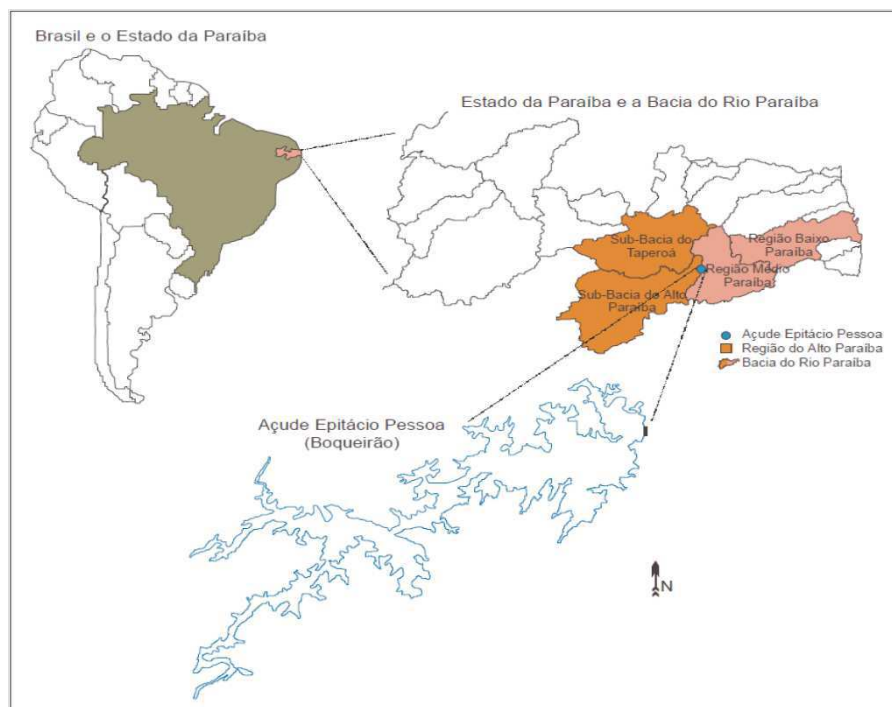 Brasil e o Estado da Paraíba
Estado da Paraíba e a Bacia do Rio Paraíba
Sub-Bacia do
Taperoá
Região Baixo
Paraíba
Região Médio
Paraíba
Sub-Bacia do Alto
Paraíba
Açude Epitácio Pessoa
Região do Alto Paraíba
Bacia do Rio Paraíba
Açude Epitácio Pessoa
(Boqueirão)
N